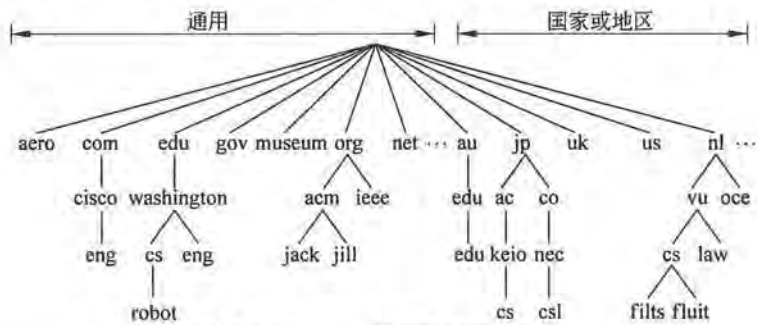 通用 国家或地区
aero com edu gov museum org net ... au jp uk us nl ...
cisco washington acm ieee edu ac co vu oce
eng cs eng jack jill edu keio nec cs law
robot cs csl filts fluit